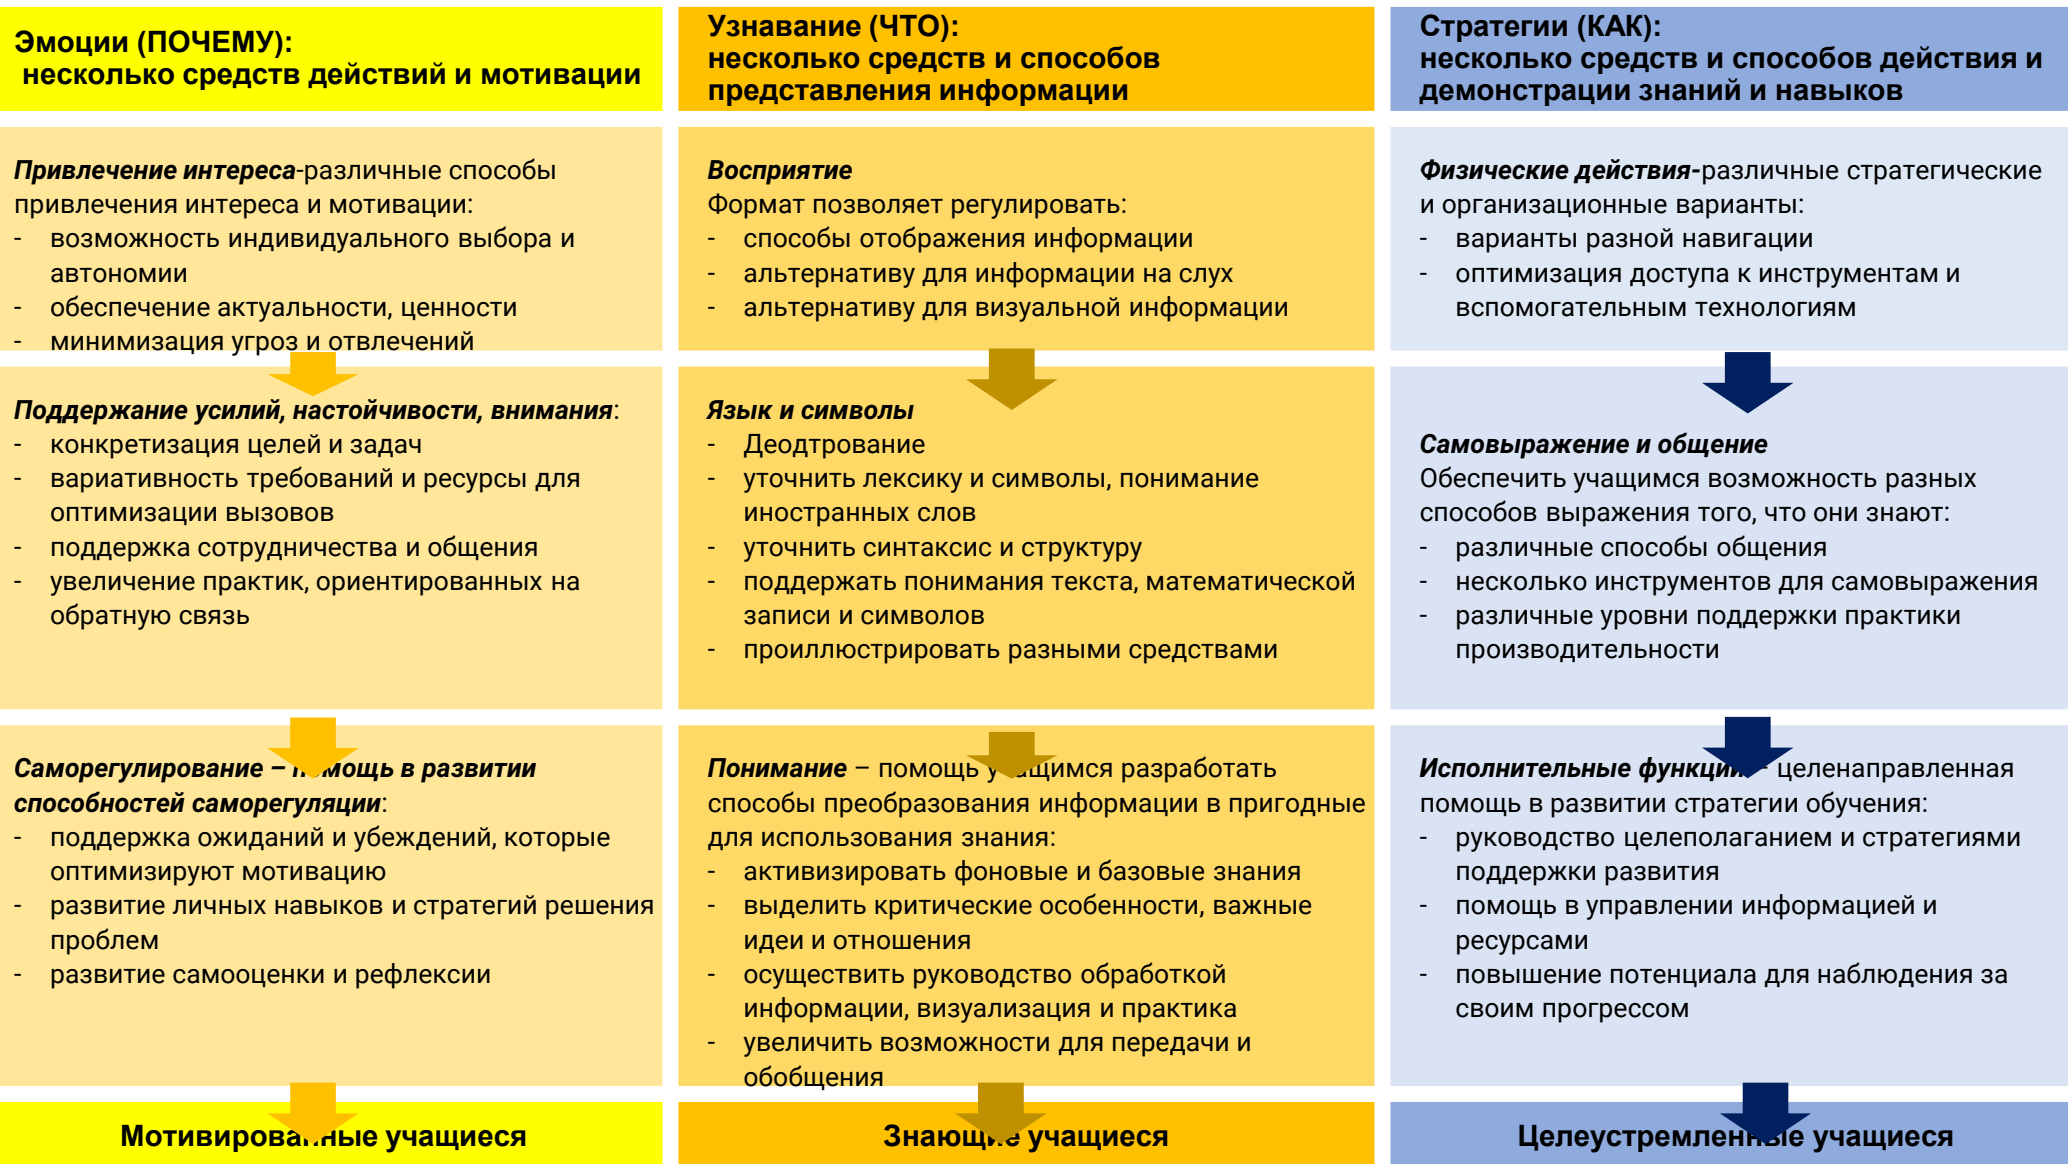 Эмоции (ПОЧЕМУ):
несколько средств действий и мотивации
Узнавание (ЧТО):
несколько средств и способов
представления информации
Стратегии (КАК):
несколько средств и способов действия и
демонстрации знаний и навыков
Привлечение интереса-различные способы
привлечения интереса и мотивации:
- возможность индивидуального выбора и
автономии
- обеспечение актуальности, ценности
- минимизация угроз и отвлечений
Восприятие
Формат позволяет регулировать:
- способы отображения информации
- альтернативу для информации на слух
- альтернативу для визуальной информации
Физические действия-различные стратегические
и организационные варианты:
- варианты разной навигации
- оптимизация доступа к инструментам и
вспомогательным технологиям
Поддержание усилий, настойчивости, внимания:
- конкретизация целей и задач
- вариативность требований и ресурсы для
оптимизации вызовов
- поддержка сотрудничества и общения
- увеличение практик, ориентированных на
обратную связь
Язык и символы
- Деодтрование
- уточнить лексику и символы, понимание
иностранных слов
- уточнить синтаксис и структуру
- поддержать понимания текста, математической
записи и символов
- проиллюстрировать разными средствами
Самовыражение и общение
Обеспечить учащимся возможность разных
способов выражения того, что они знают:
- различные способы общения
- несколько инструментов для самовыражения
- различные уровни поддержки практики
производительности
Саморегулирование – помощь в развитии
способностей саморегуляции:
- поддержка ожиданий и убеждений, которые
оптимизируют мотивацию
- развитие личных навыков и стратегий решения
проблем
- развитие самооценки и рефлексии
Понимание – помощь учащимся разработать
способы преобразования информации в пригодные
для использования знания:
- активизировать фоновые и базовые знания
- выделить критические особенности, важные
идеи и отношения
- осуществить руководство обработкой
информации, визуализация и практика
- увеличить возможности для передачи и
обобщения
Исполнительные функции – целенаправленная
помощь в развитии стратегии обучения:
- руководство целеполаганием и стратегиями
поддержки развития
- помощь в управлении информацией и
ресурсами
- повышение потенциала для наблюдения за
своим прогрессом
Мотивированные учащиеся
Знающие учащиеся
Целеустремленные учащиеся